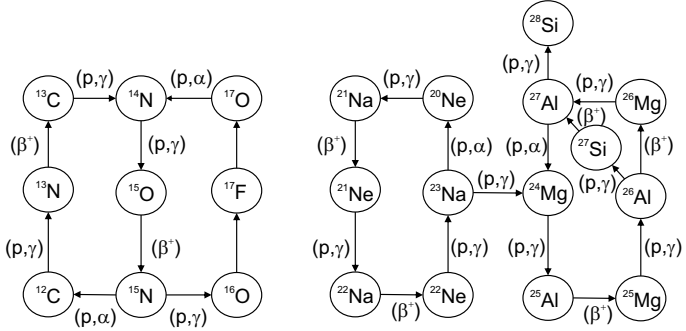 ²⁸Si
(p,γ)
¹³C (p,γ) ¹⁴N (p,α) ¹⁷O
²¹Na (p,γ) ²⁰Ne
²⁷Al (p,γ) ²⁶Mg
(β⁺) (p,γ)
(β⁺) (p,α) (p,α) (β⁺) (β⁺)
²⁷Si
¹³N ¹⁵O ¹⁷F
²¹Ne ²³Na (p,γ) ²⁴Mg (p,γ) ²⁶Al
(p,γ) (β⁺)
(p,γ) (p,γ) (p,γ) (p,γ)
¹²C (p,α) ¹⁵N (p,γ) ¹⁶O
²²Na (β⁺) ²²Ne
²⁵Al (β⁺) ²⁵Mg